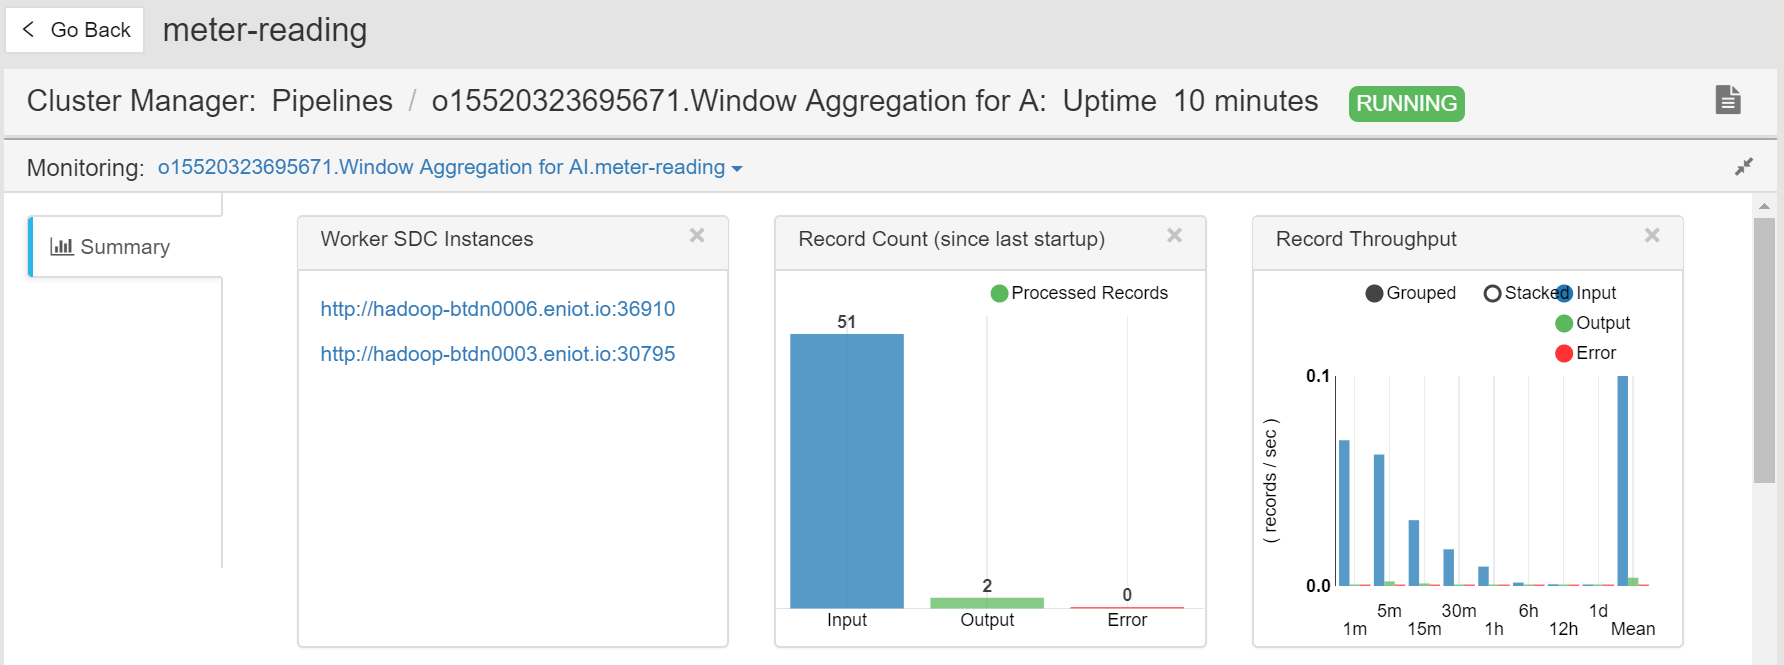 Go Back
meter-reading
Cluster Manager: Pipelines / o15520323695671.Window Aggregation for A: Uptime 10 minutes RUNNING
Monitoring: o15520323695671.Window Aggregation for AI.meter-reading
Summary
Worker SDC Instances
http://hadoop-btdn0006.eniot.io:36910
http://hadoop-btdn0003.eniot.io:30795
Record Count (since last startup)
Processed Records
51
2
0
Input Output Error
Record Throughput
Grouped Stacked Input
Output
Error
0.1
( records / sec )
0.0
5m 30m 6h 1d
1m 15m 1h 12h Mean